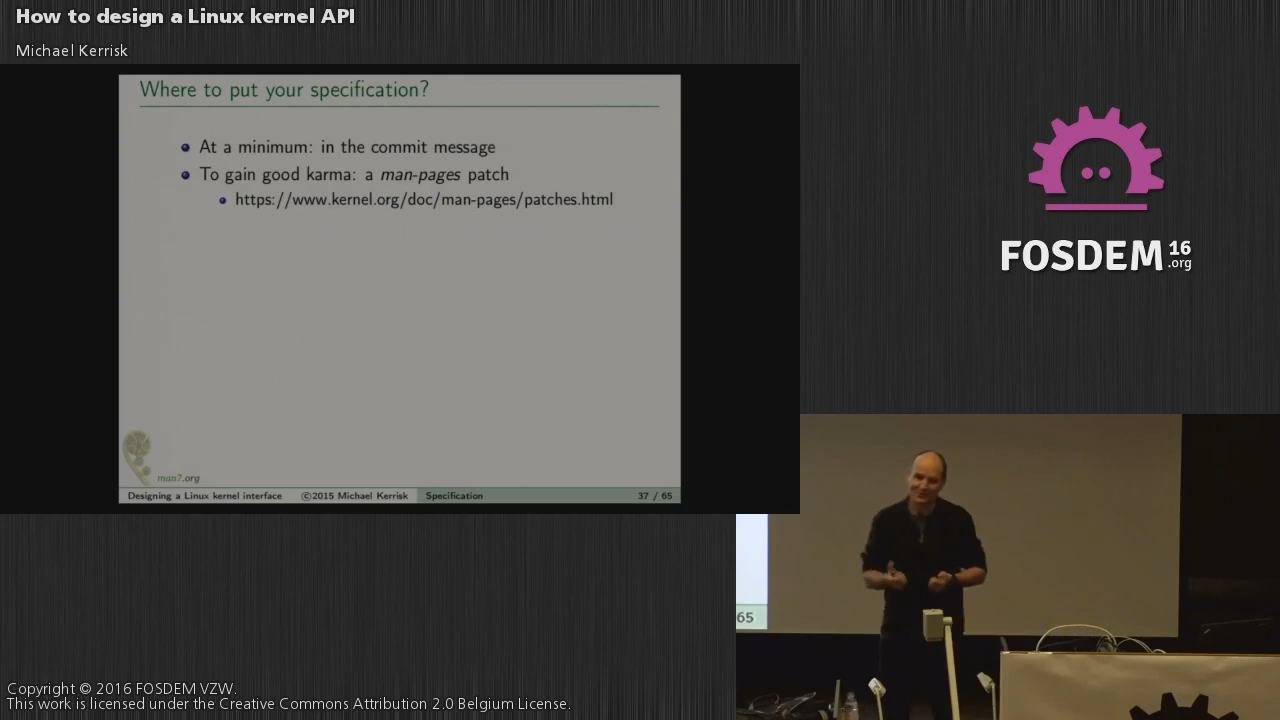 How to design a Linux kernel API
Michael Kerrisk
Where to put your specification?
At a minimum: in the commit message
To gain good karma: a man-pages patch
https://www.kernel.org/doc/man-pages/patches.html
man7.org
Designing a Linux kernel interface ©2015 Michael Kerrisk Specification 37 / 65
FOSDEM 16
.org
65
Copyright © 2016 FOSDEM VZW.
This work is licensed under the Creative Commons Attribution 2.0 Belgium License.